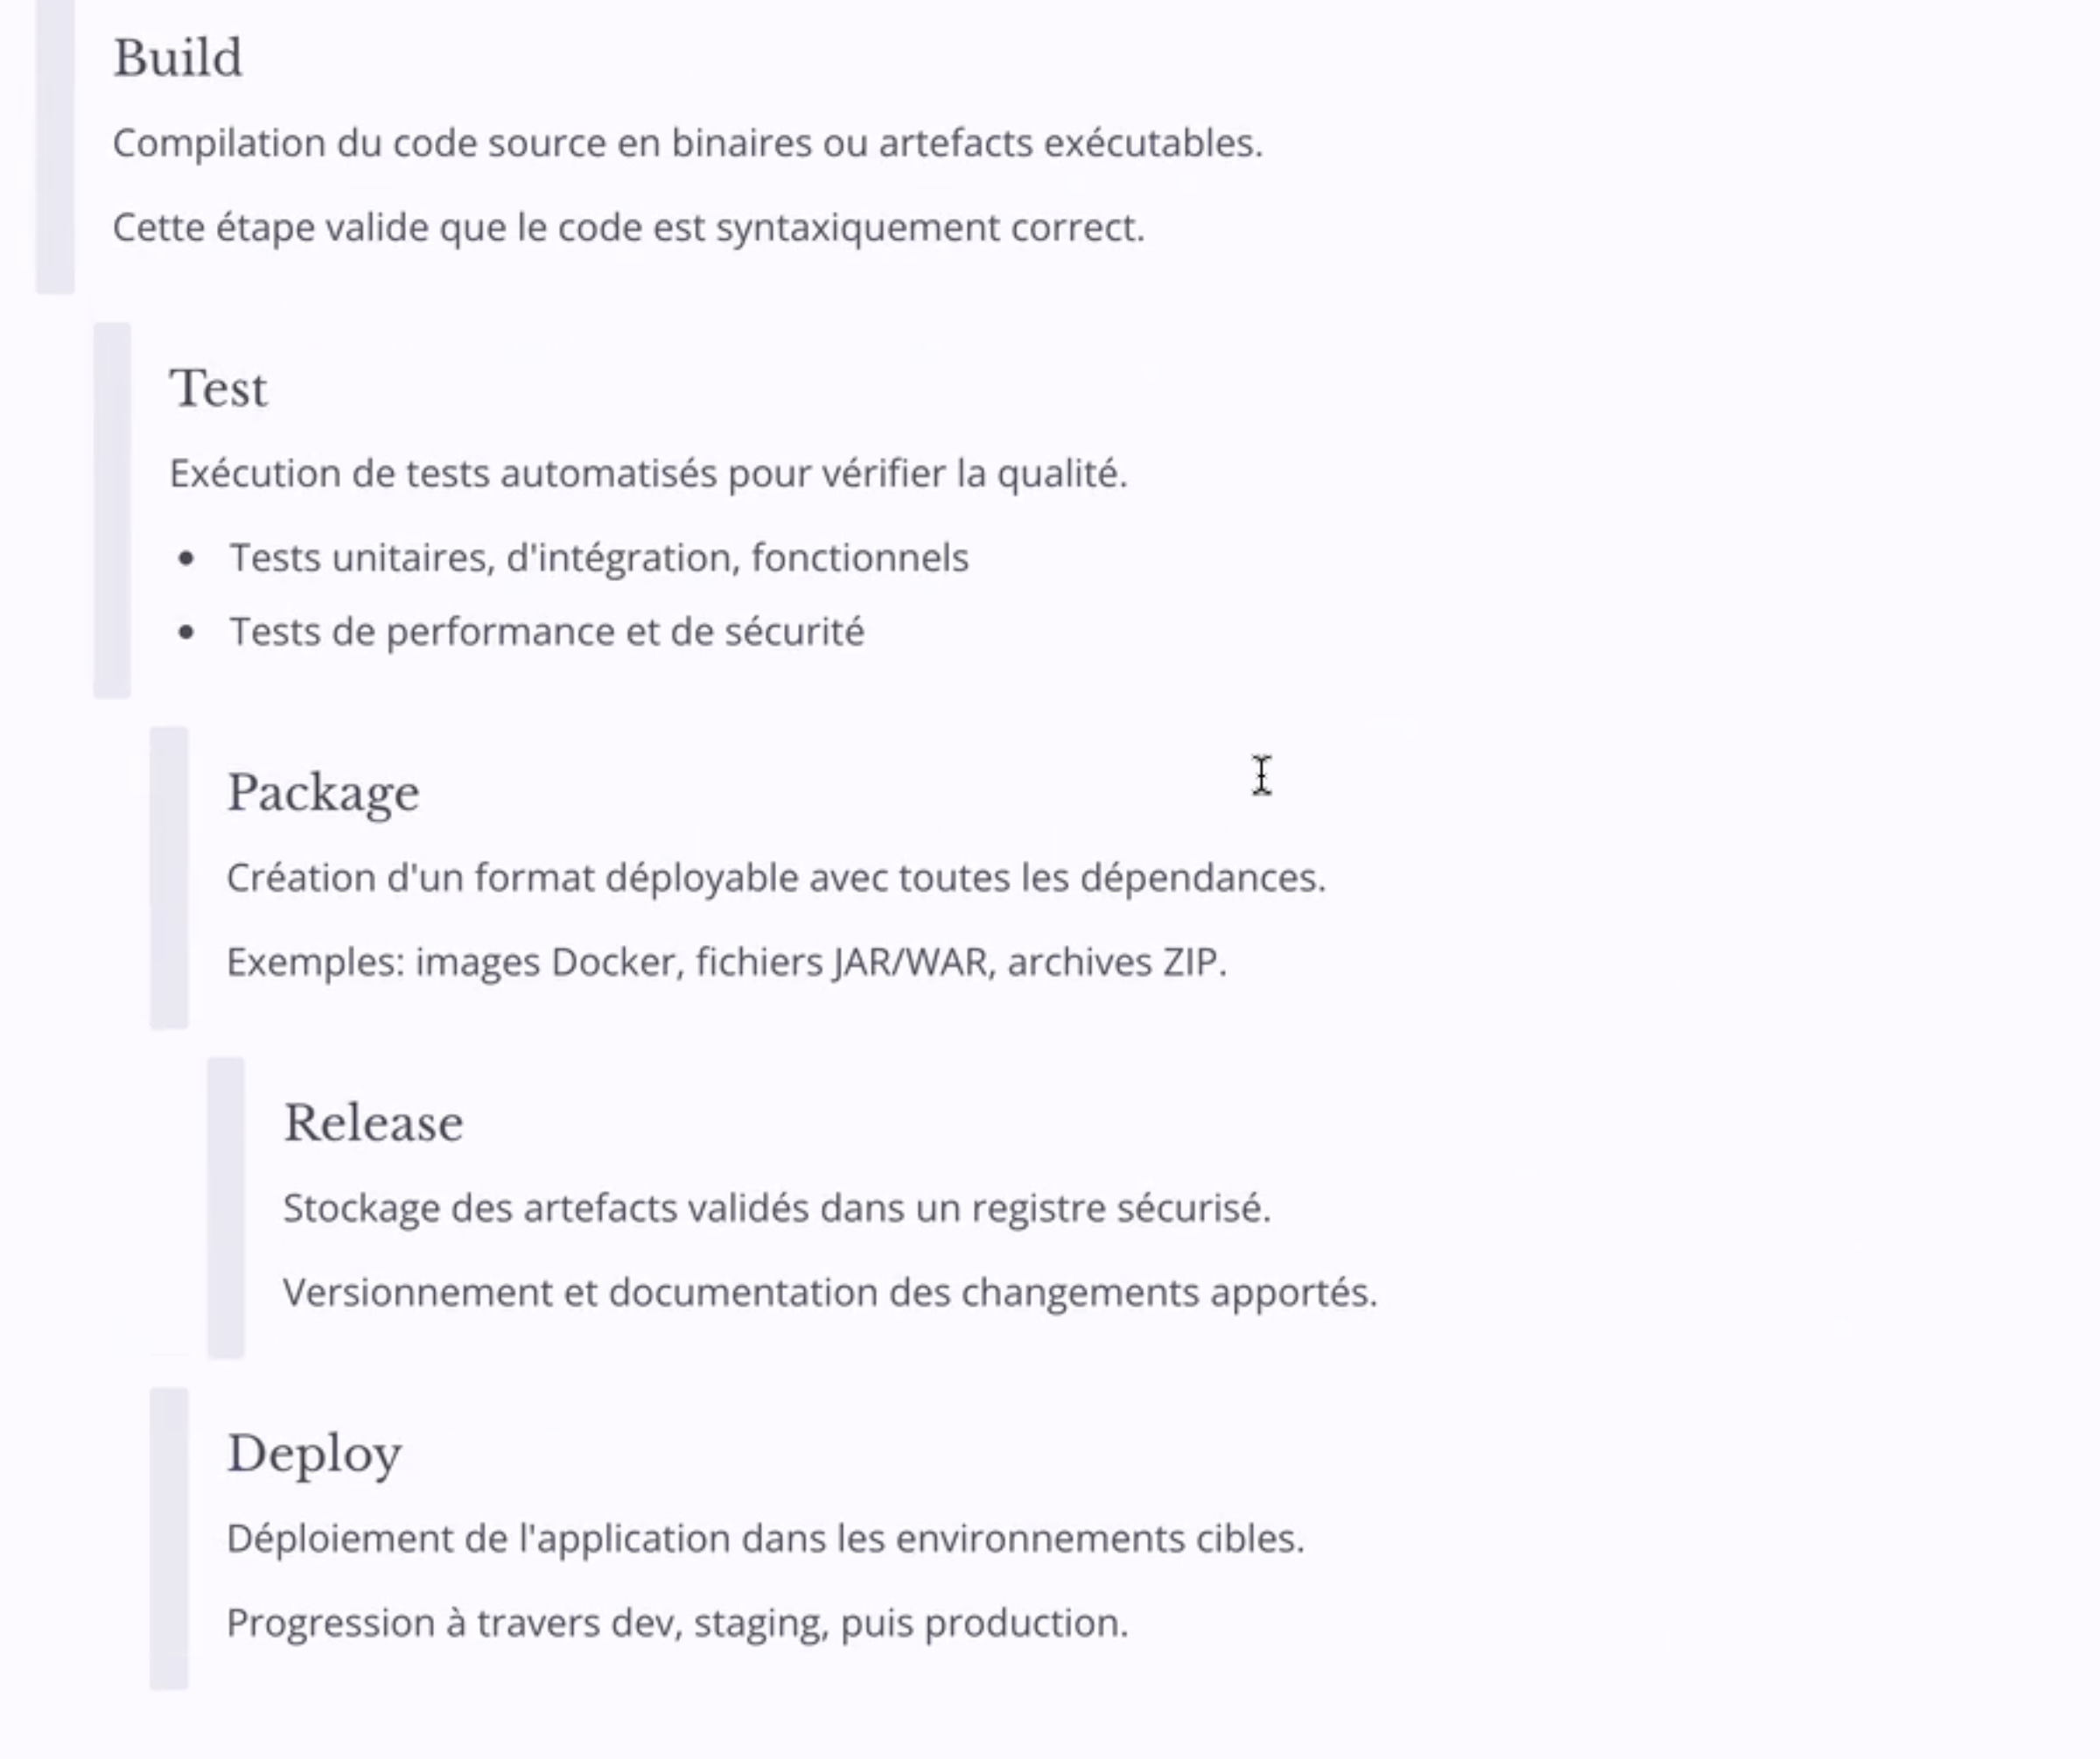 Build
Compilation du code source en binaires ou artefacts exécutables.
Cette étape valide que le code est syntaxiquement correct.
Test
Exécution de tests automatisés pour vérifier la qualité.
• Tests unitaires, d'intégration, fonctionnels
• Tests de performance et de sécurité
Package
Création d'un format déployable avec toutes les dépendances.
Exemples: images Docker, fichiers JAR/WAR, archives ZIP.
Release
Stockage des artefacts validés dans un registre sécurisé.
Versionnement et documentation des changements apportés.
Deploy
Déploiement de l'application dans les environnements cibles.
Progression à travers dev, staging, puis production.